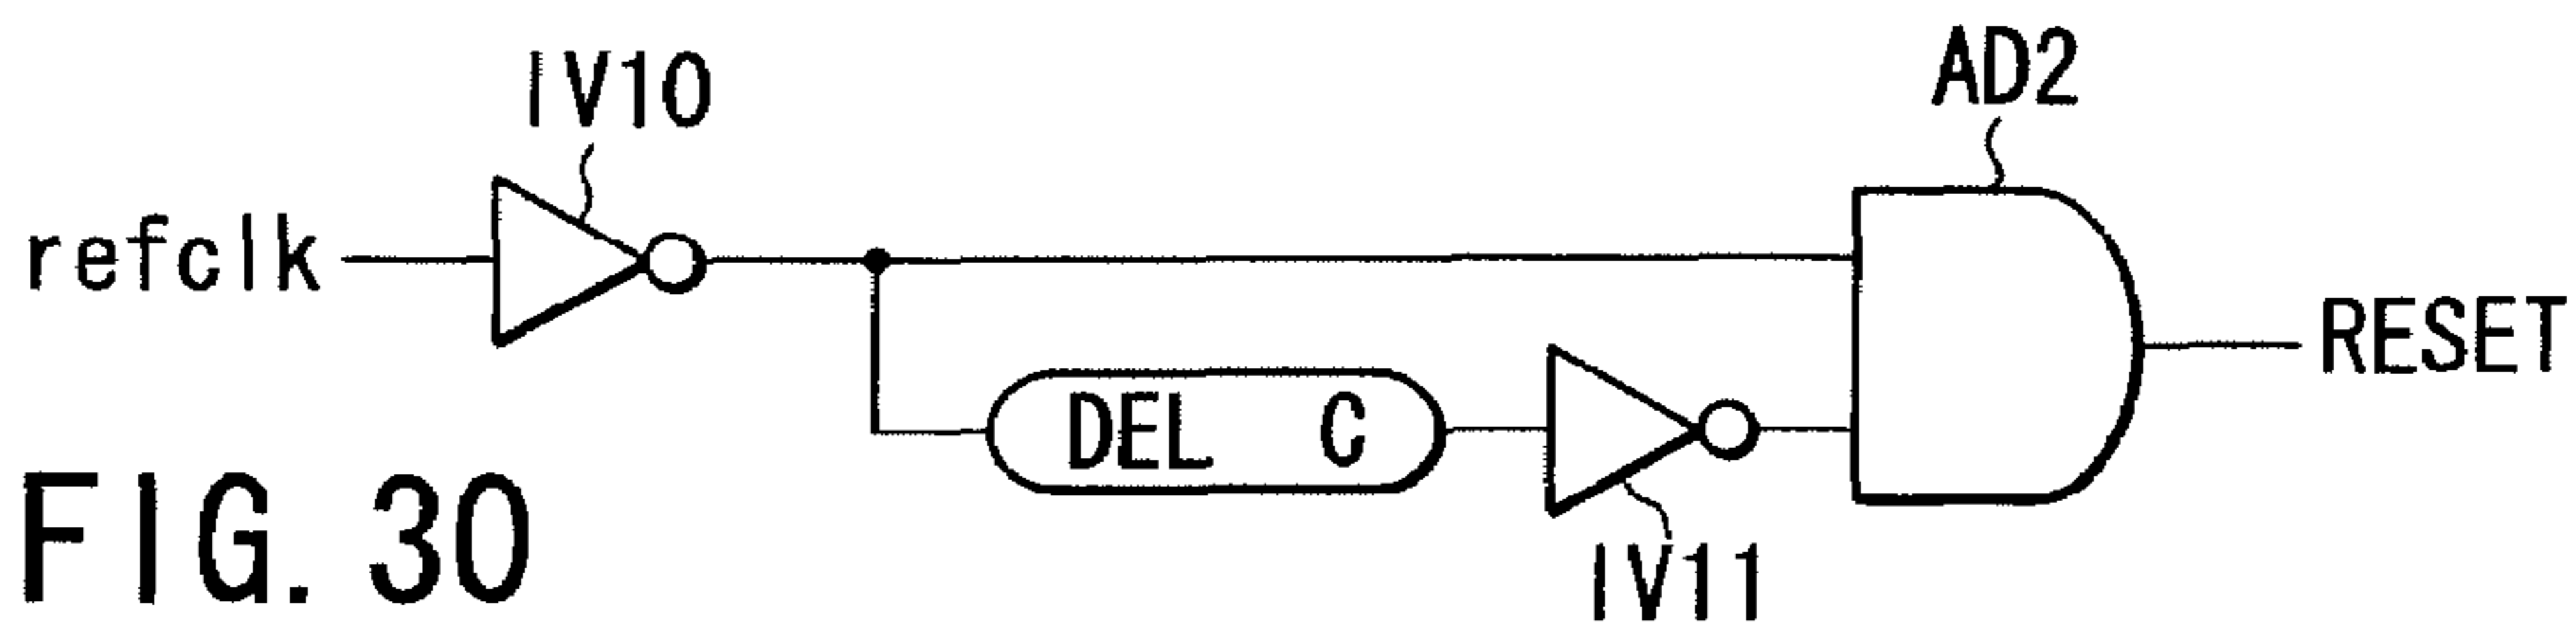 IV10
AD2
refclk
RESET
DEL C
IV11
FIG. 30